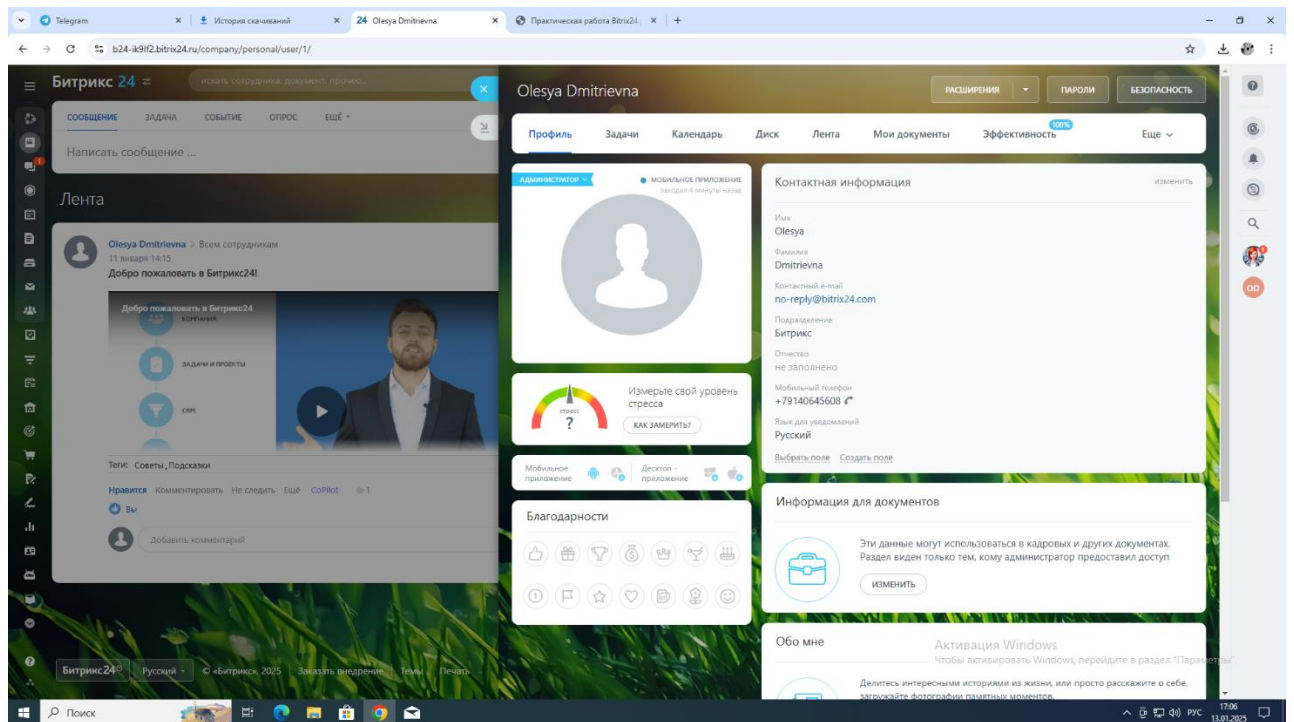 Telegram
История скачиваний
24 Olesya Dmitrievna
Практическая работа Bitrix24.
b24-ik9lf2.bitrix24.ru/company/personal/user/1/
Битрикс 24
искать сотрудника, документ, прочее...
СООБЩЕНИЕ ЗАДАЧА СОБЫТИЕ ОПРОС ЕЩЁ
Написать сообщение ...
Лента
Olesya Dmitrievna > Всем сотрудникам
11 января 14:15
Добро пожаловать в Битрикс24!
Добро пожаловать в Битрикс24
КОМПАНИЯ
ЗАДАЧИ И ПРОЕКТЫ
CRM
Теги: Советы , Подсказки
Нравится Комментировать Не следить Ещё CoPilot 1
Вы
Добавить комментарий
Битрикс24 Русский © «Битрикс», 2025 Заказать внедрение Темы Печать
Olesya Dmitrievna
РАСШИРЕНИЯ ПАРОЛИ БЕЗОПАСНОСТЬ
Профиль Задачи Календарь Диск Лента Мои документы Эффективность 100% Еще
АДМИНИСТРАТОР
МОБИЛЬНОЕ ПРИЛОЖЕНИЕ
заходил 4 минуты назад
Измерьте свой уровень
стресса
стресс
?
КАК ЗАМЕРИТЬ?
Мобильное
приложение
Десктоп -
приложение
Благодарности
Контактная информация
изменить
Имя
Olesya
Фамилия
Dmitrievna
Контактный e-mail
no-reply@bitrix24.com
Подразделение
Битрикс
Отчество
не заполнено
Мобильный телефон
+79140645608
Язык для уведомлений
Русский
Выбрать поле Создать поле
Информация для документов
Эти данные могут использоваться в кадровых и других документах.
Раздел виден только тем, кому администратор предоставил доступ
ИЗМЕНИТЬ
Обо мне
Делитесь интересными историями из жизни, или просто расскажите о себе,
загружайте фотографии памятных моментов.
Активация Windows
Чтобы активировать Windows, перейдите в раздел "Параметры".
OD
Поиск
РУС
17:06
13.01.2025